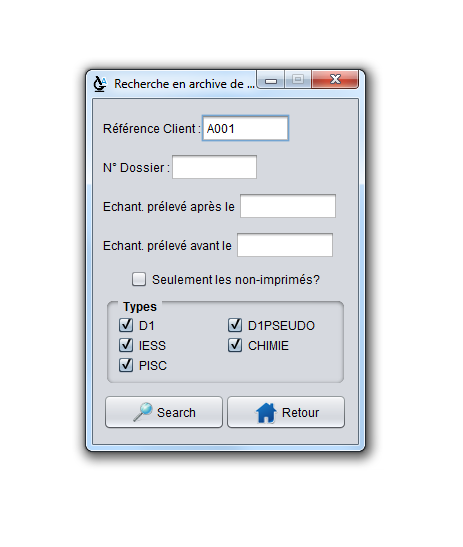 Recherche en archive de ...
Référence Client : A001
N° Dossier :
Echant. prélevé après le
Echant. prélevé avant le
Seulement les non-imprimés?
Types
D1 D1PSEUDO
IESS CHIMIE
PISC
Search Retour